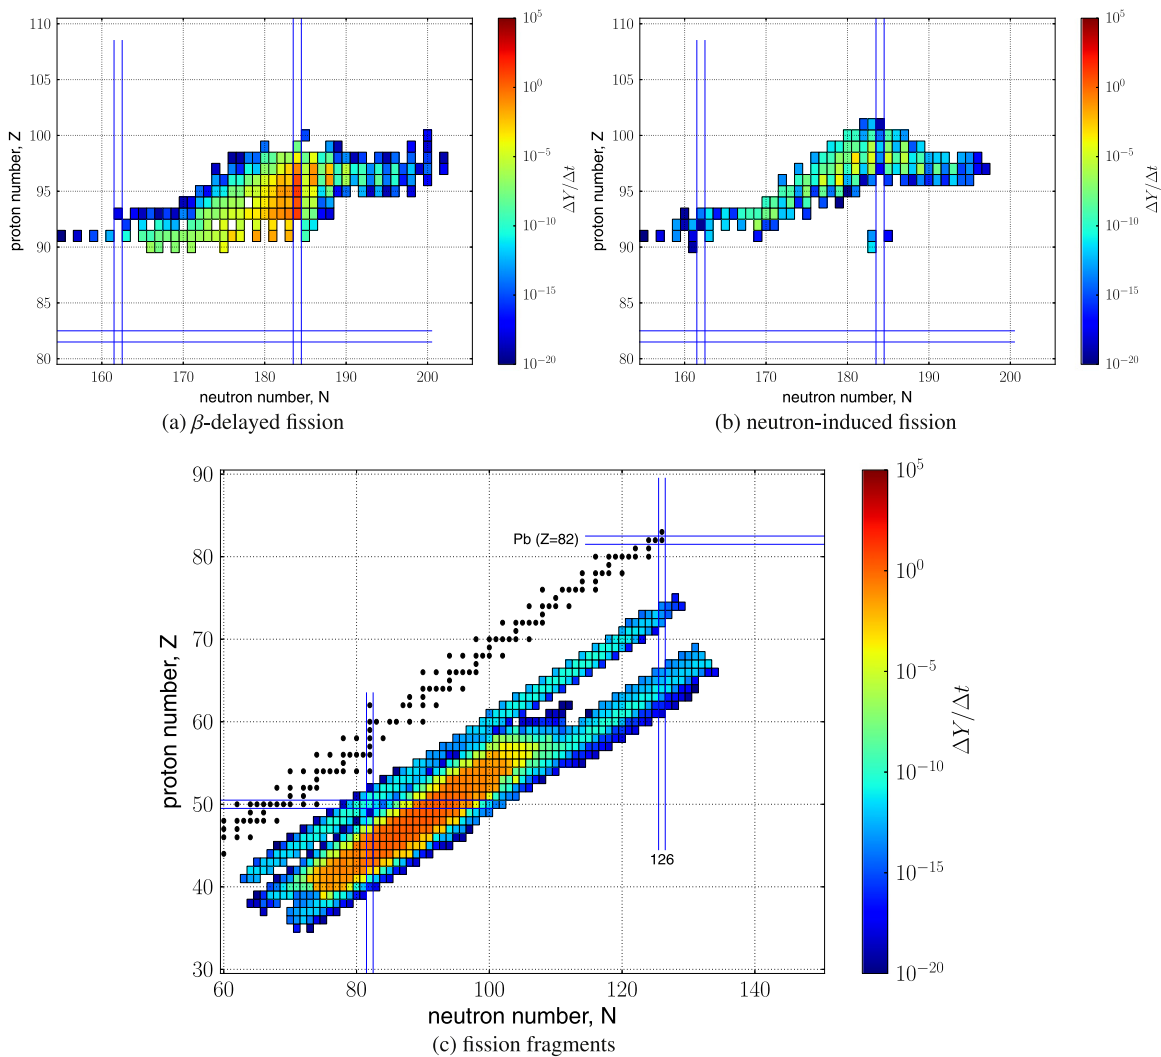 110
105
100
95
90
85
80
proton number, Z
160 170 180 190 200
neutron number, N
10^5
10^0
10^−5
10^−10
10^−15
10^−20
ΔY/Δt
(a) β-delayed fission
110
105
100
95
90
85
80
proton number, Z
160 170 180 190 200
neutron number, N
10^5
10^0
10^−5
10^−10
10^−15
10^−20
ΔY/Δt
(b) neutron-induced fission
90
80
70
60
50
40
30
proton number, Z
Pb (Z=82)
126
60 80 100 120 140
neutron number, N
10^5
10^0
10^−5
10^−10
10^−15
10^−20
ΔY/Δt
(c) fission fragments